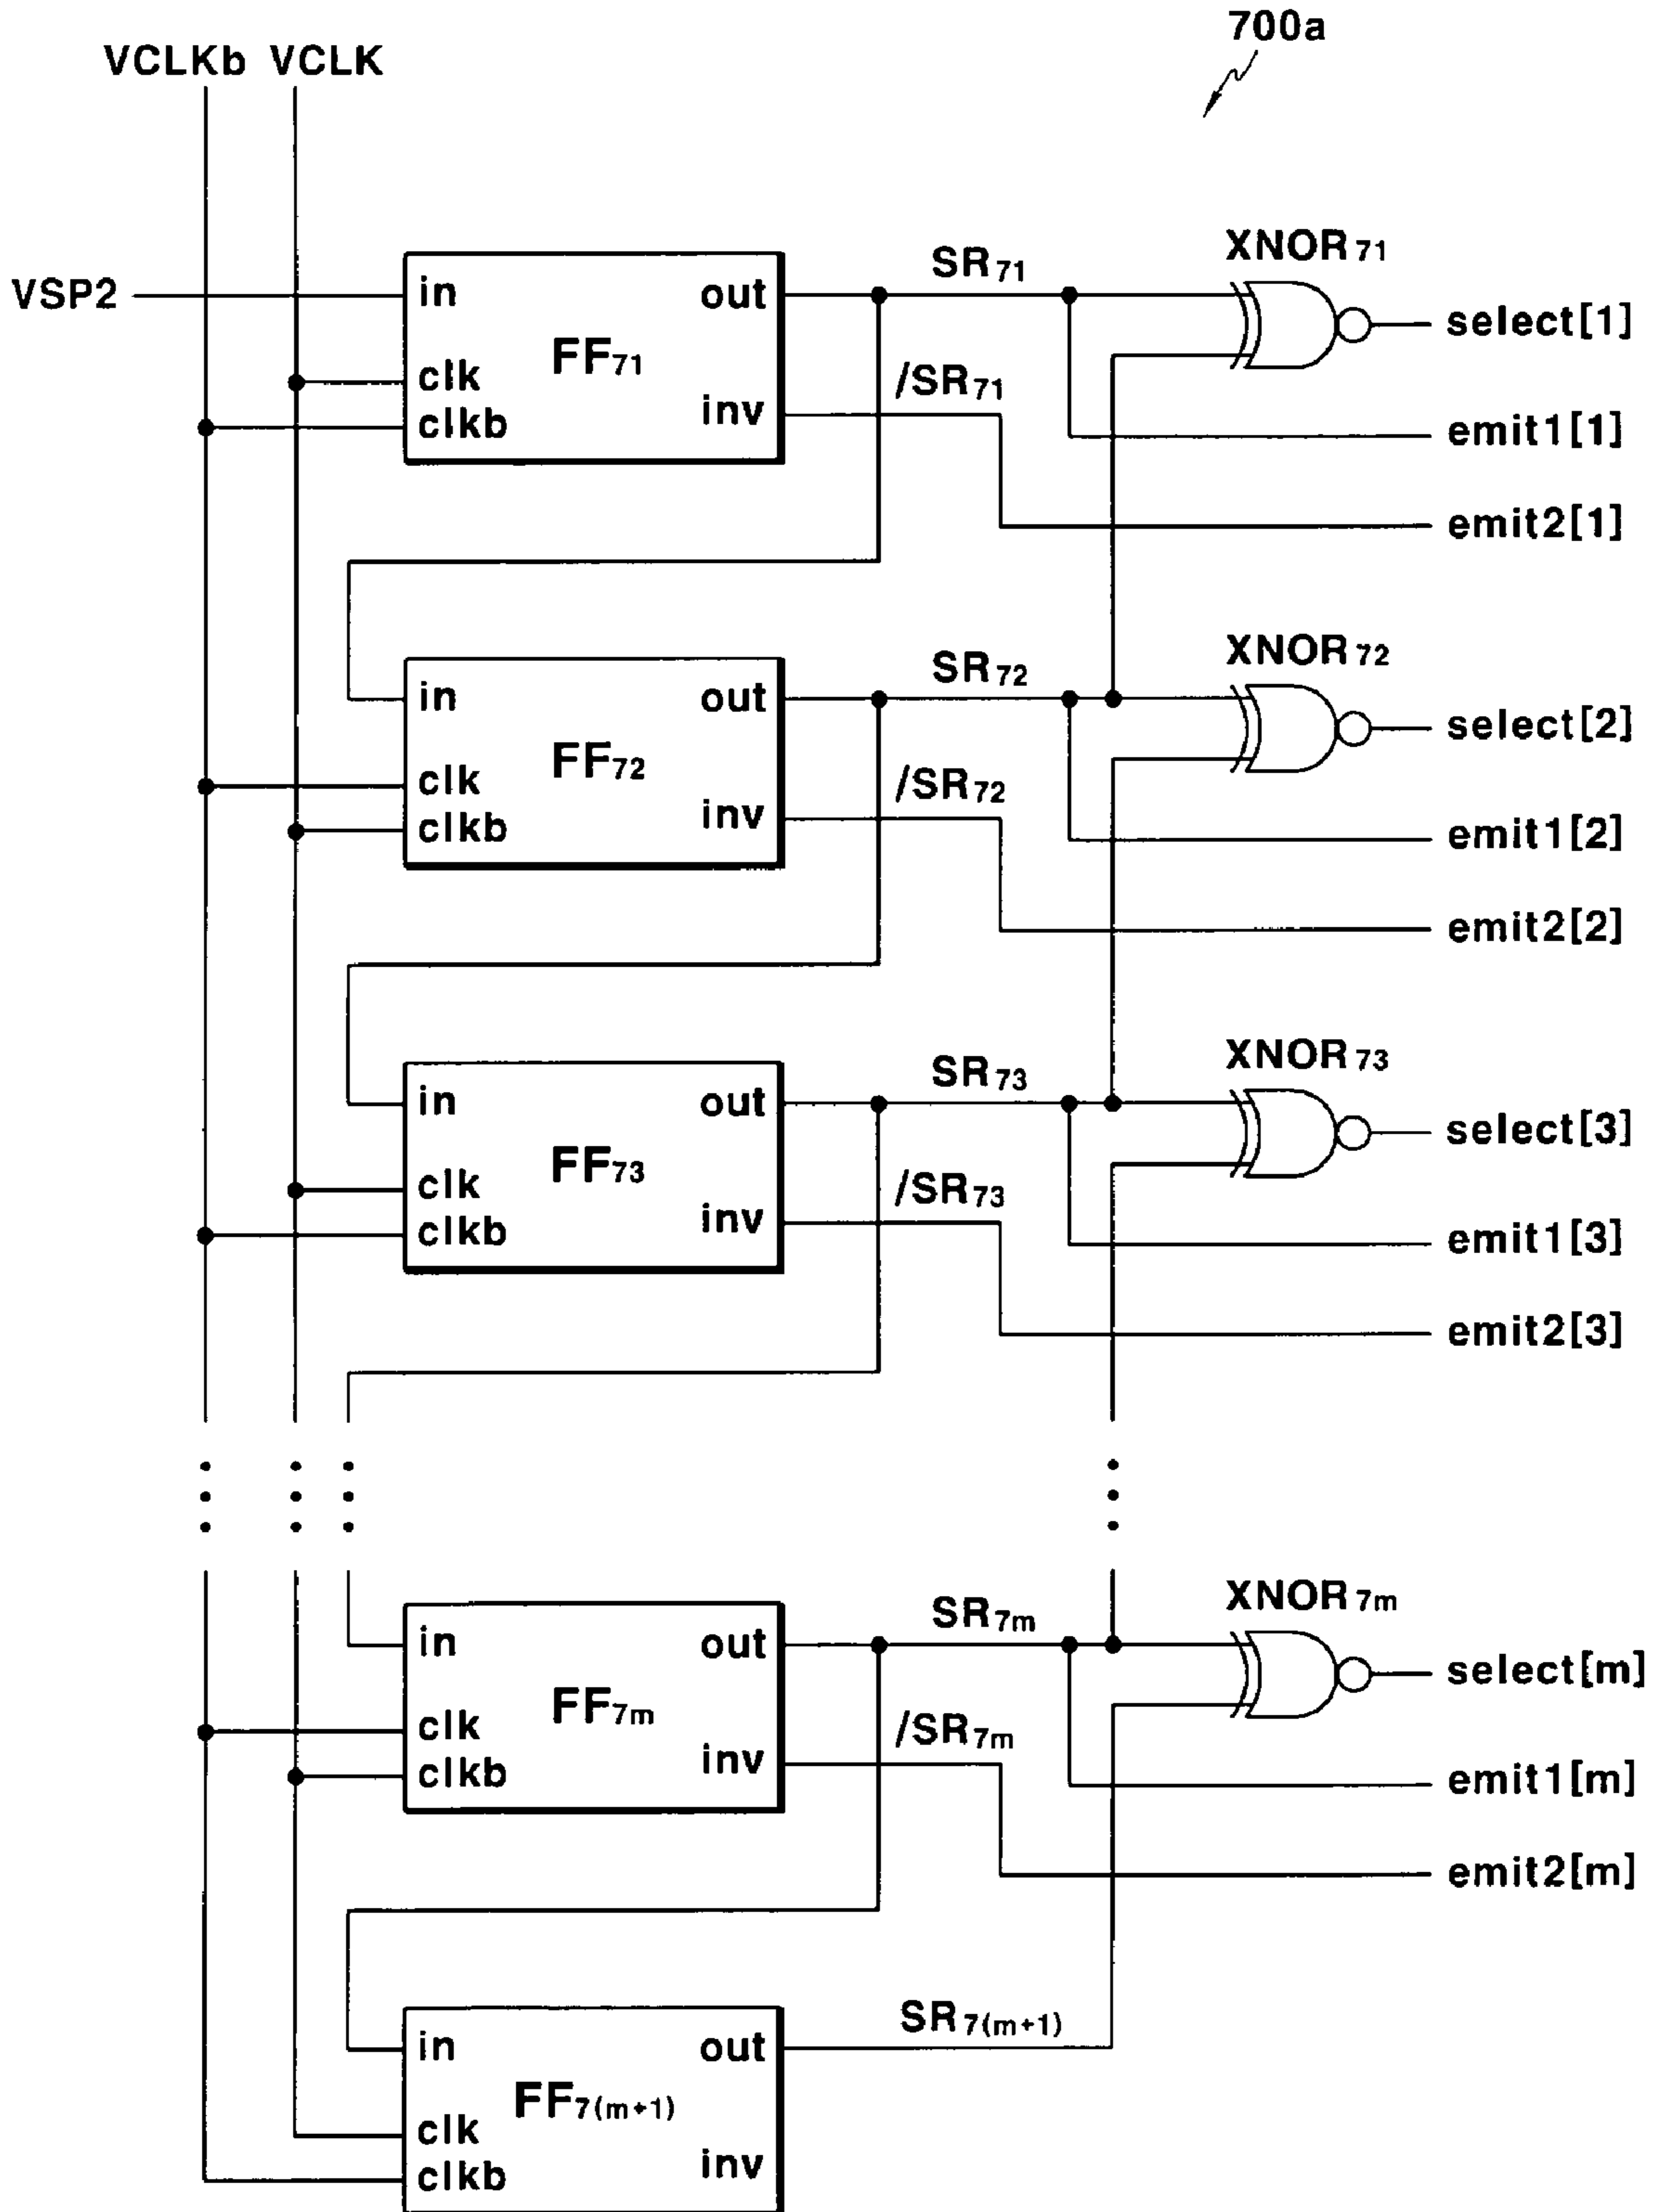 700a
VCLKb VCLK
VSP2
in
out
clk
clkb
inv
FF71
SR71
/SR71
XNOR71
select[1]
emit1[1]
emit2[1]
in
out
clk
clkb
inv
FF72
SR72
/SR72
XNOR72
select[2]
emit1[2]
emit2[2]
in
out
clk
clkb
inv
FF73
SR73
/SR73
XNOR73
select[3]
emit1[3]
emit2[3]
in
out
clk
clkb
inv
FF7m
SR7m
/SR7m
XNOR7m
select[m]
emit1[m]
emit2[m]
in
out
clk
clkb
inv
FF7(m+1)
SR7(m+1)